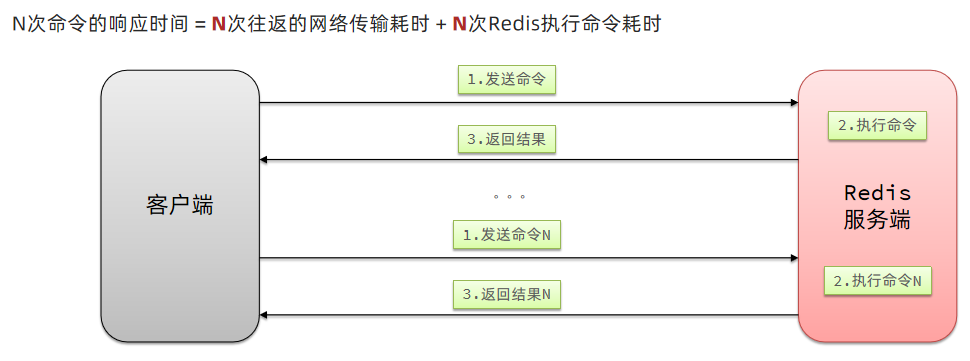 N次命令的响应时间 = N次往返的网络传输耗时 + N次Redis执行命令耗时
1.发送命令
2.执行命令
3.返回结果
。。。
客户端
Redis
服务端
1.发送命令N
2.执行命令N
3.返回结果N